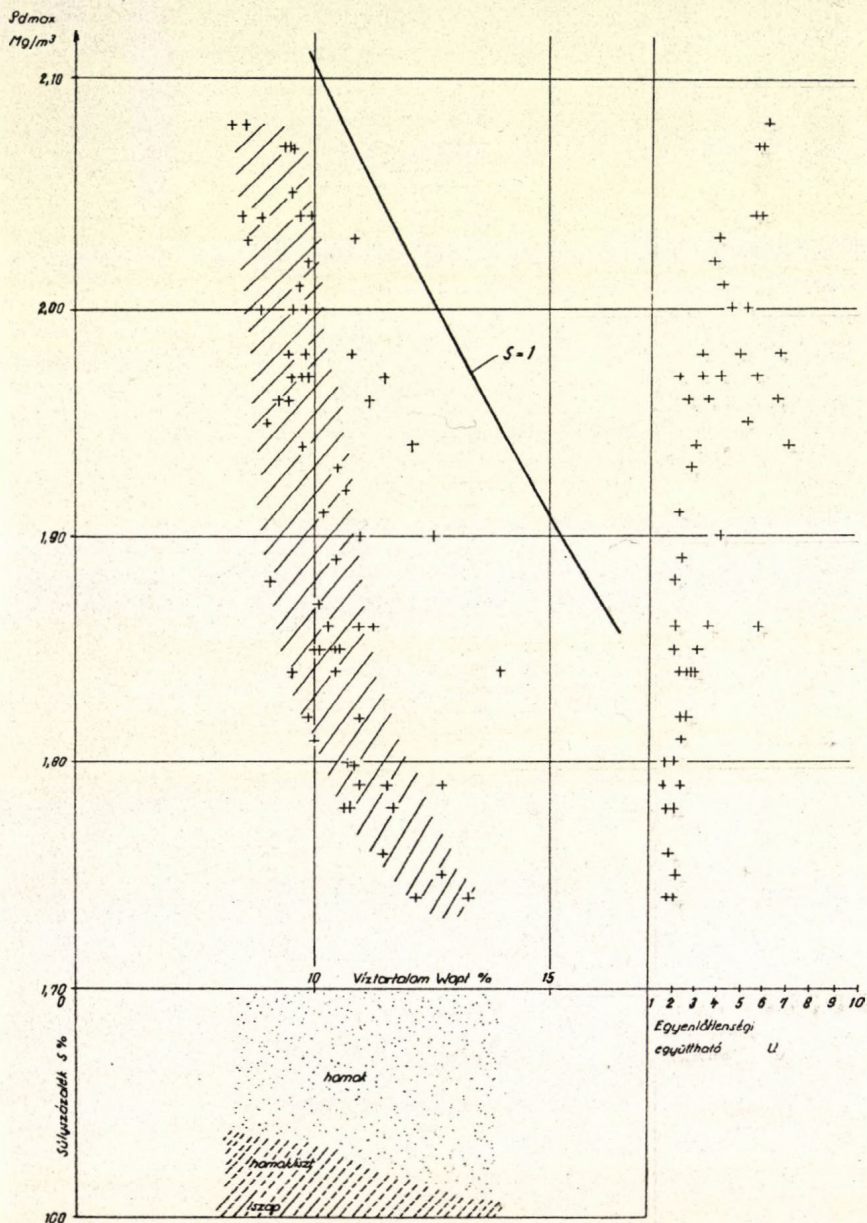 ρdmax
Mg/m³
2,10
2,00
S=1
1,90
1,80
1,70
10
Víztartalom Wopt %
15
1 2 3 4 5 6 7 8 9 10
Egyenlőtlenségi
együttható U
0
Súlyszázalék S %
homok
homokliszt
iszap
100